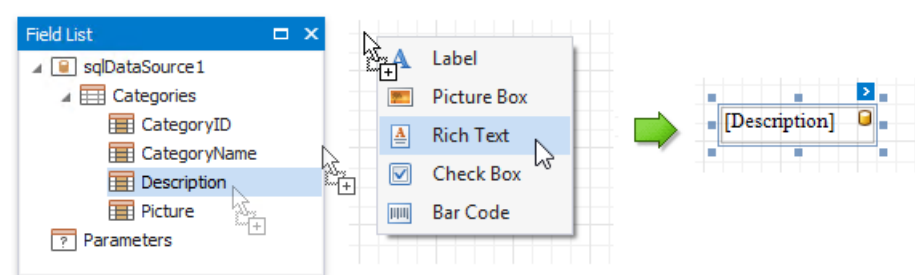 Field List
sqlDataSource1
Categories
CategoryID
CategoryName
Description
Picture
Parameters
Label
Picture Box
Rich Text
Check Box
Bar Code
[Description]